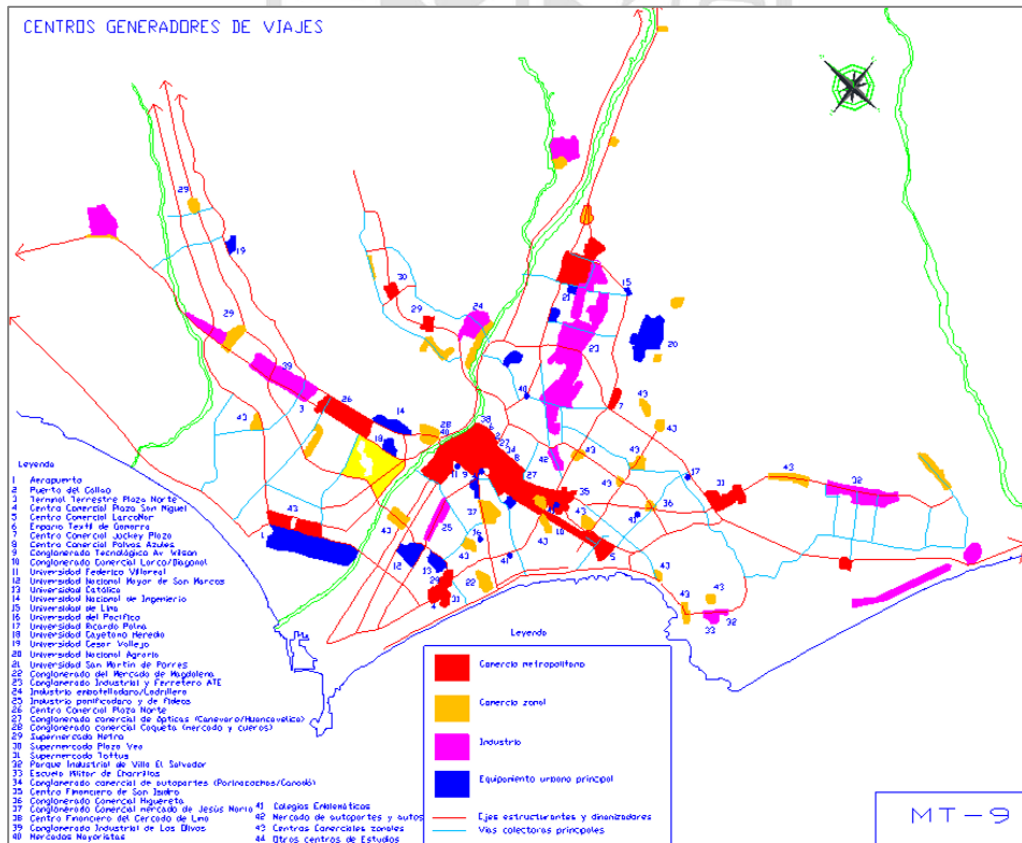 CENTROS GENERADORES DE VIAJES
Leyenda
1 Aeropuerto
2 Puerto del Callao
3 Terminal Terrestre Plaza Norte
4 Centro Comercial Plaza San Miguel
5 Centro Comercial LarcoMar
6 Emporio Textil de Gamarra
7 Centro Comercial Jockey Plaza
8 Centro Comercial Polvos Azules
9 Conglomerado Tecnológico Av Wilson
10 Conglomerado Comercial Larco/Diagonal
11 Universidad Federico Villareal
12 Universidad Nacional Mayor de San Marcos
13 Universidad Católica
14 Universidad Nacional de Ingeniería
15 Universidad de Lima
16 Universidad del Pacífico
17 Universidad Ricardo Palma
18 Universidad Cayetano Heredia
19 Universidad Cesar Vallejo
20 Universidad Nacional Agraria
21 Universidad San Martin de Porres
22 Conglomerado del Mercado de Magdalena
23 Conglomerado Industrial y Ferretero ATE
24 Industria embotelladora/Ladrillera
25 Industria panificadora y de fideos
26 Centro Comercial Plaza Norte
27 Conglomerado comercial de Ópticas (Canevaro/Huancavelica)
28 Conglomerado comercial Caqueta (mercado y cueros)
29 Supermercado Metro
30 Supermercado Plaza Vea
31 Supermercado Tottus
32 Parque Industrial de Villa El Salvador
33 Escuela Militar de Chorrillos
34 Conglomerado comercial de autopartes (Parinacochas/Canadá)
35 Centro Financiero de San Isidro
36 Conglomerado Comercial Higuereta
37 Conglomerado Comercial mercado de Jesús María
38 Centro Financiero del Cercado de Lima
39 Conglomerado Industrial de Los Olivos
40 Mercados Mayoristas
41 Colegios Emblemáticos
42 Mercado de autopartes y autos
43 Centros Comerciales zonales
44 Otros centros de Estudios
Leyenda
Comercio metropolitano
Comercio zonal
Industria
Equipamiento urbano principal
Ejes estructurantes y dinamizadores
Vías colectoras principales
MT-9